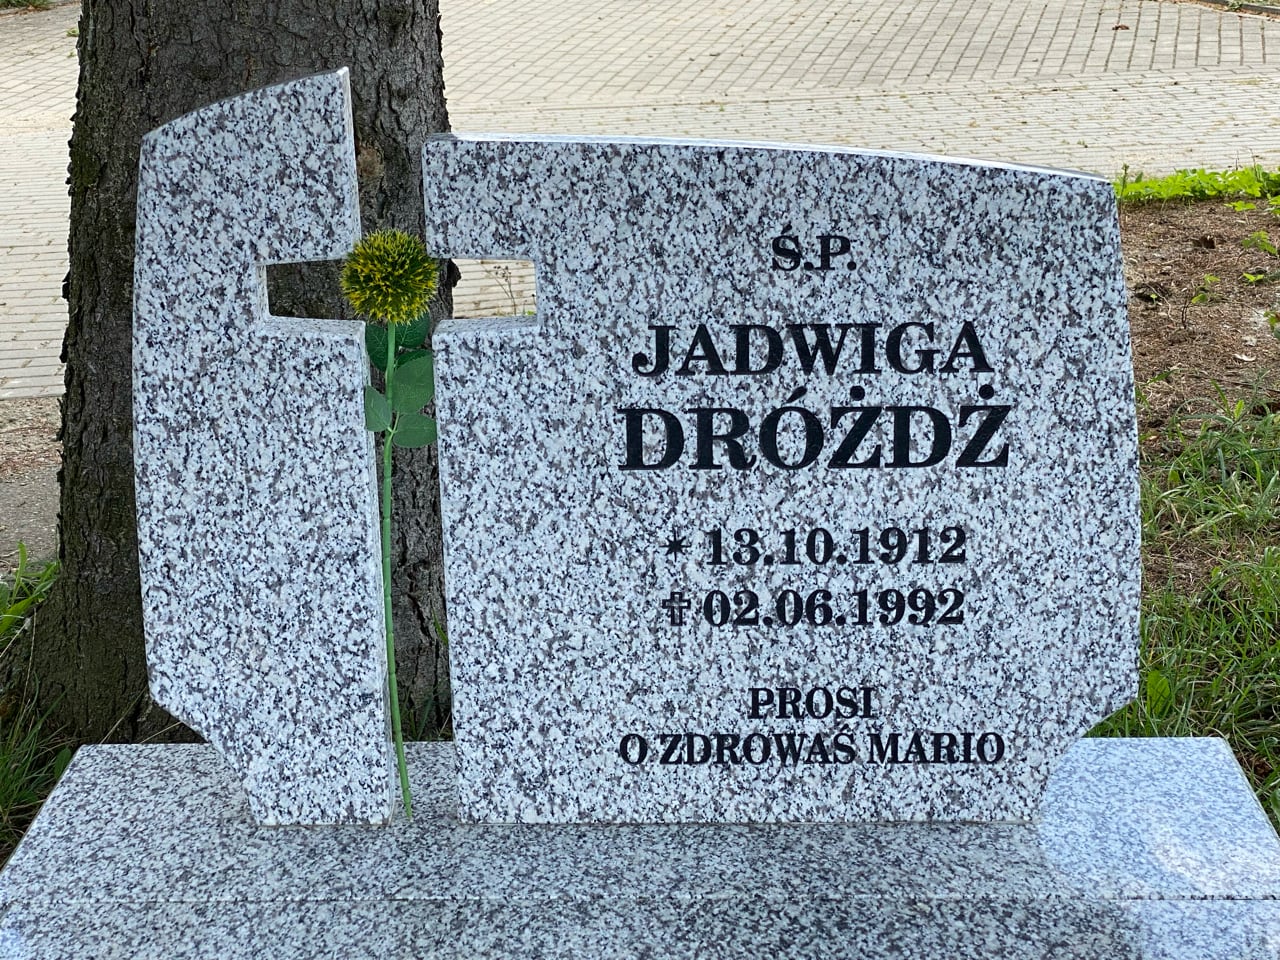 Ś.P.
JADWIGA
DRÓŻDŻ
* 13.10.1912
✝ 02.06.1992
PROSI
O ZDROWAŚ MARIO